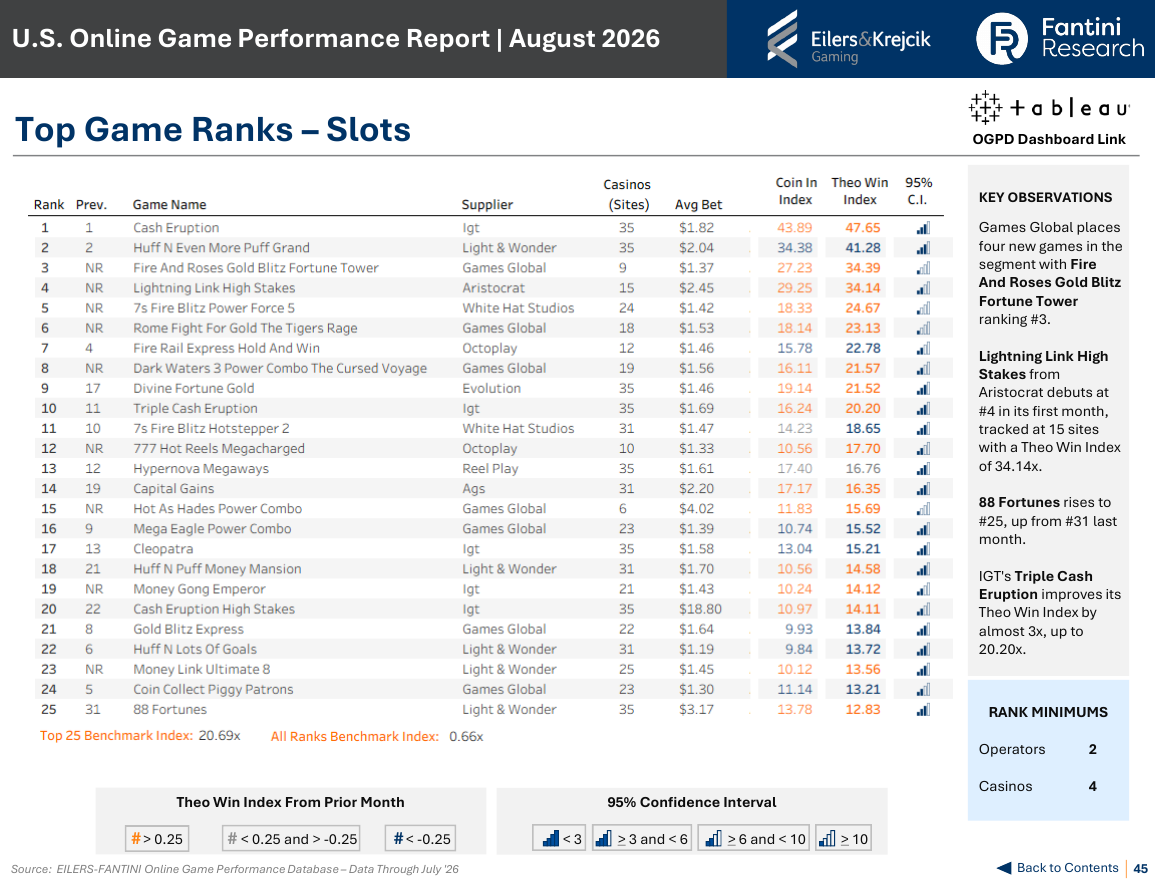 U.S. Online Game Performance Report | August 2026
Eilers&Krejcik
Gaming
Fantini
Research
Top Game Ranks – Slots
+ a b l e a u
OGPD Dashboard Link
Rank Prev. Game Name Supplier Casinos (Sites) Avg Bet Coin In Index Theo Win Index 95% C.I.
1 1 Cash Eruption Igt 35 $1.82 43.89 47.65
2 2 Huff N Even More Puff Grand Light & Wonder 35 $2.04 34.38 41.28
3 NR Fire And Roses Gold Blitz Fortune Tower Games Global 9 $1.37 27.23 34.39
4 NR Lightning Link High Stakes Aristocrat 15 $2.45 29.25 34.14
5 NR 7s Fire Blitz Power Force 5 White Hat Studios 24 $1.42 18.33 24.67
6 NR Rome Fight For Gold The Tigers Rage Games Global 18 $1.53 18.14 23.13
7 4 Fire Rail Express Hold And Win Octoplay 12 $1.46 15.78 22.78
8 NR Dark Waters 3 Power Combo The Cursed Voyage Games Global 19 $1.56 16.11 21.57
9 17 Divine Fortune Gold Evolution 35 $1.46 19.14 21.52
10 11 Triple Cash Eruption Igt 35 $1.69 16.24 20.20
11 10 7s Fire Blitz Hotstepper 2 White Hat Studios 31 $1.47 14.23 18.65
12 NR 777 Hot Reels Megacharged Octoplay 10 $1.33 10.56 17.70
13 12 Hypernova Megaways Reel Play 35 $1.61 17.40 16.76
14 19 Capital Gains Ags 31 $2.20 17.17 16.35
15 NR Hot As Hades Power Combo Games Global 6 $4.02 11.83 15.69
16 9 Mega Eagle Power Combo Games Global 23 $1.39 10.74 15.52
17 13 Cleopatra Igt 35 $1.58 13.04 15.21
18 21 Huff N Puff Money Mansion Light & Wonder 31 $1.70 10.56 14.58
19 NR Money Gong Emperor Igt 21 $1.43 10.24 14.12
20 22 Cash Eruption High Stakes Igt 35 $18.80 10.97 14.11
21 8 Gold Blitz Express Games Global 22 $1.64 9.93 13.84
22 6 Huff N Lots Of Goals Light & Wonder 31 $1.19 9.84 13.72
23 NR Money Link Ultimate 8 Light & Wonder 25 $1.45 10.12 13.56
24 5 Coin Collect Piggy Patrons Games Global 23 $1.30 11.14 13.21
25 31 88 Fortunes Light & Wonder 35 $3.17 13.78 12.83
Top 25 Benchmark Index: 20.69x All Ranks Benchmark Index: 0.66x
KEY OBSERVATIONS
Games Global places
four new games in the
segment with Fire
And Roses Gold Blitz
Fortune Tower
ranking #3.
Lightning Link High
Stakes from
Aristocrat debuts at
#4 in its first month,
tracked at 15 sites
with a Theo Win Index
of 34.14x.
88 Fortunes rises to
#25, up from #31 last
month.
IGT's Triple Cash
Eruption improves its
Theo Win Index by
almost 3x, up to
20.20x.
RANK MINIMUMS
Operators 2
Casinos 4
Theo Win Index From Prior Month
# > 0.25 # < 0.25 and > -0.25 # < -0.25
95% Confidence Interval
< 3 ≥ 3 and < 6 ≥ 6 and < 10 ≥ 10
Source: EILERS-FANTINI Online Game Performance Database – Data Through July '26
Back to Contents 45